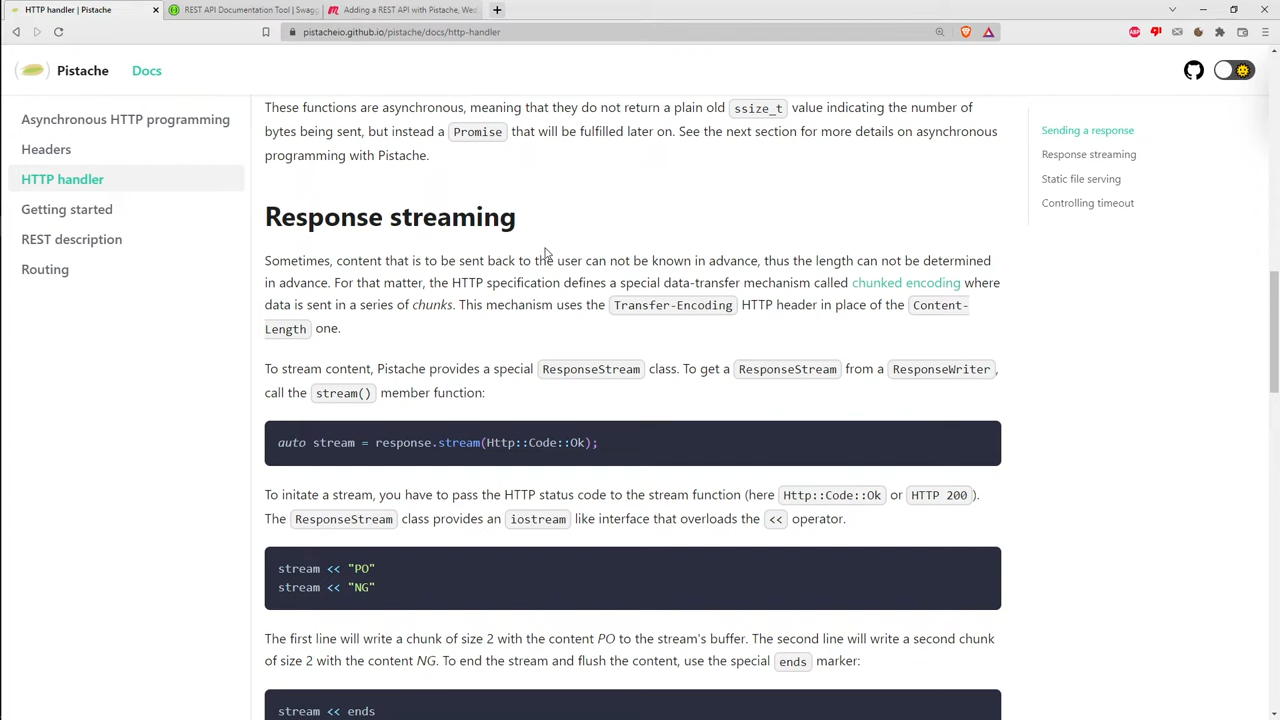 HTTP handler | Pistache
REST API Documentation Tool | Swagg
Adding a REST API with Pistache, Wes
pistacheio.github.io/pistache/docs/http-handler
Pistache
Docs
Asynchronous HTTP programming
Headers
HTTP handler
Getting started
REST description
Routing
These functions are asynchronous, meaning that they do not return a plain old ssize_t value indicating the number of
bytes being sent, but instead a Promise that will be fulfilled later on. See the next section for more details on asynchronous
programming with Pistache.
Response streaming
Sometimes, content that is to be sent back to the user can not be known in advance, thus the length can not be determined
in advance. For that matter, the HTTP specification defines a special data-transfer mechanism called chunked encoding where
data is sent in a series of chunks. This mechanism uses the Transfer-Encoding HTTP header in place of the Content-
Length one.
To stream content, Pistache provides a special ResponseStream class. To get a ResponseStream from a ResponseWriter,
call the stream() member function:
auto stream = response.stream(Http::Code::Ok);
To initate a stream, you have to pass the HTTP status code to the stream function (here Http::Code::Ok or HTTP 200).
The ResponseStream class provides an iostream like interface that overloads the << operator.
stream << "PO"
stream << "NG"
The first line will write a chunk of size 2 with the content PO to the stream's buffer. The second line will write a second chunk
of size 2 with the content NG. To end the stream and flush the content, use the special ends marker:
stream << ends
Sending a response
Response streaming
Static file serving
Controlling timeout